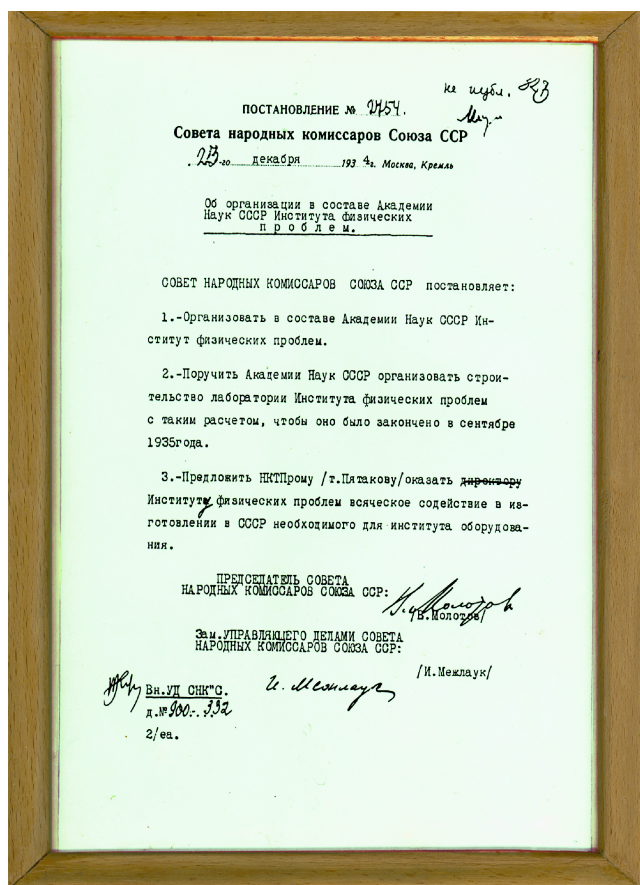 не публ.
ПОСТАНОВЛЕНИЕ № 2754.
Совета народных комиссаров Союза ССР
23-го декабря 1934г. Москва, Кремль
Об организации в составе Академии
Наук СССР Института физических
проблем.
СОВЕТ НАРОДНЫХ КОМИССАРОВ СОЮЗА ССР постановляет:
1.-Организовать в составе Академии Наук СССР Ин-
ститут физических проблем.
2.-Поручить Академии Наук СССР организовать строи-
тельство лаборатории Института физических проблем
с таким расчетом, чтобы оно было закончено в сентябре
1935года.
3.-Предложить НКТПрому /т.Пятакову/оказать директору
Институту физических проблем всяческое содействие в из-
готовлении в СССР необходимого для института оборудова-
ния.
ПРЕДСЕДАТЕЛЬ СОВЕТА
НАРОДНЫХ КОМИССАРОВ СОЮЗА ССР:
В. Молотов
/В.Молотов/
Зам.УПРАВЛЯЮЩЕГО ДЕЛАМИ СОВЕТА
НАРОДНЫХ КОМИССАРОВ СОЮЗА ССР:
/И.Межлаук/
И. Межлаук
Вн.УД СНК"С.
д.№900.-.332
2/еа.